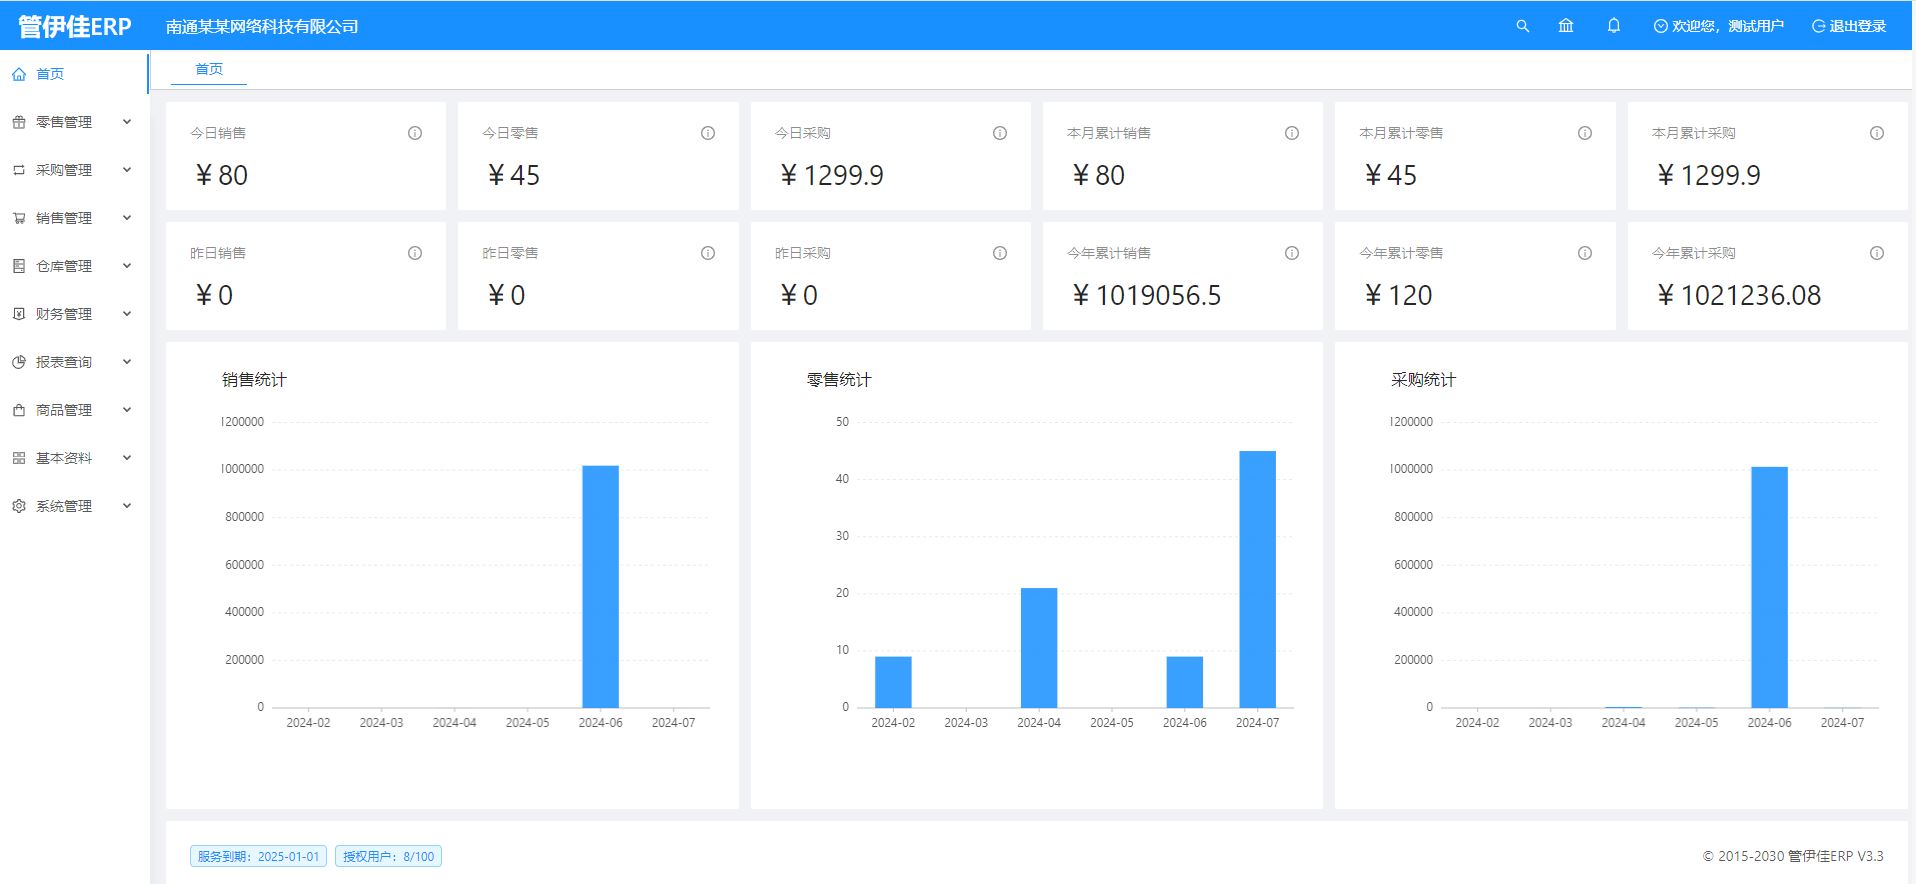 管伊佳ERP
南通某某网络科技有限公司
欢迎您，测试用户
退出登录
首页
零售管理
采购管理
销售管理
仓库管理
财务管理
报表查询
商品管理
基本资料
系统管理
首页
今日销售
￥80
今日零售
￥45
今日采购
￥1299.9
本月累计销售
￥80
本月累计零售
￥45
本月累计采购
￥1299.9
昨日销售
￥0
昨日零售
￥0
昨日采购
￥0
今年累计销售
￥1019056.5
今年累计零售
￥120
今年累计采购
￥1021236.08
销售统计
1200000
1000000
800000
600000
400000
200000
0
2024-02 2024-03 2024-04 2024-05 2024-06 2024-07
零售统计
50
40
30
20
10
0
2024-02 2024-03 2024-04 2024-05 2024-06 2024-07
采购统计
1200000
1000000
800000
600000
400000
200000
0
2024-02 2024-03 2024-04 2024-05 2024-06 2024-07
服务到期：2025-01-01
授权用户：8/100
© 2015-2030 管伊佳ERP V3.3